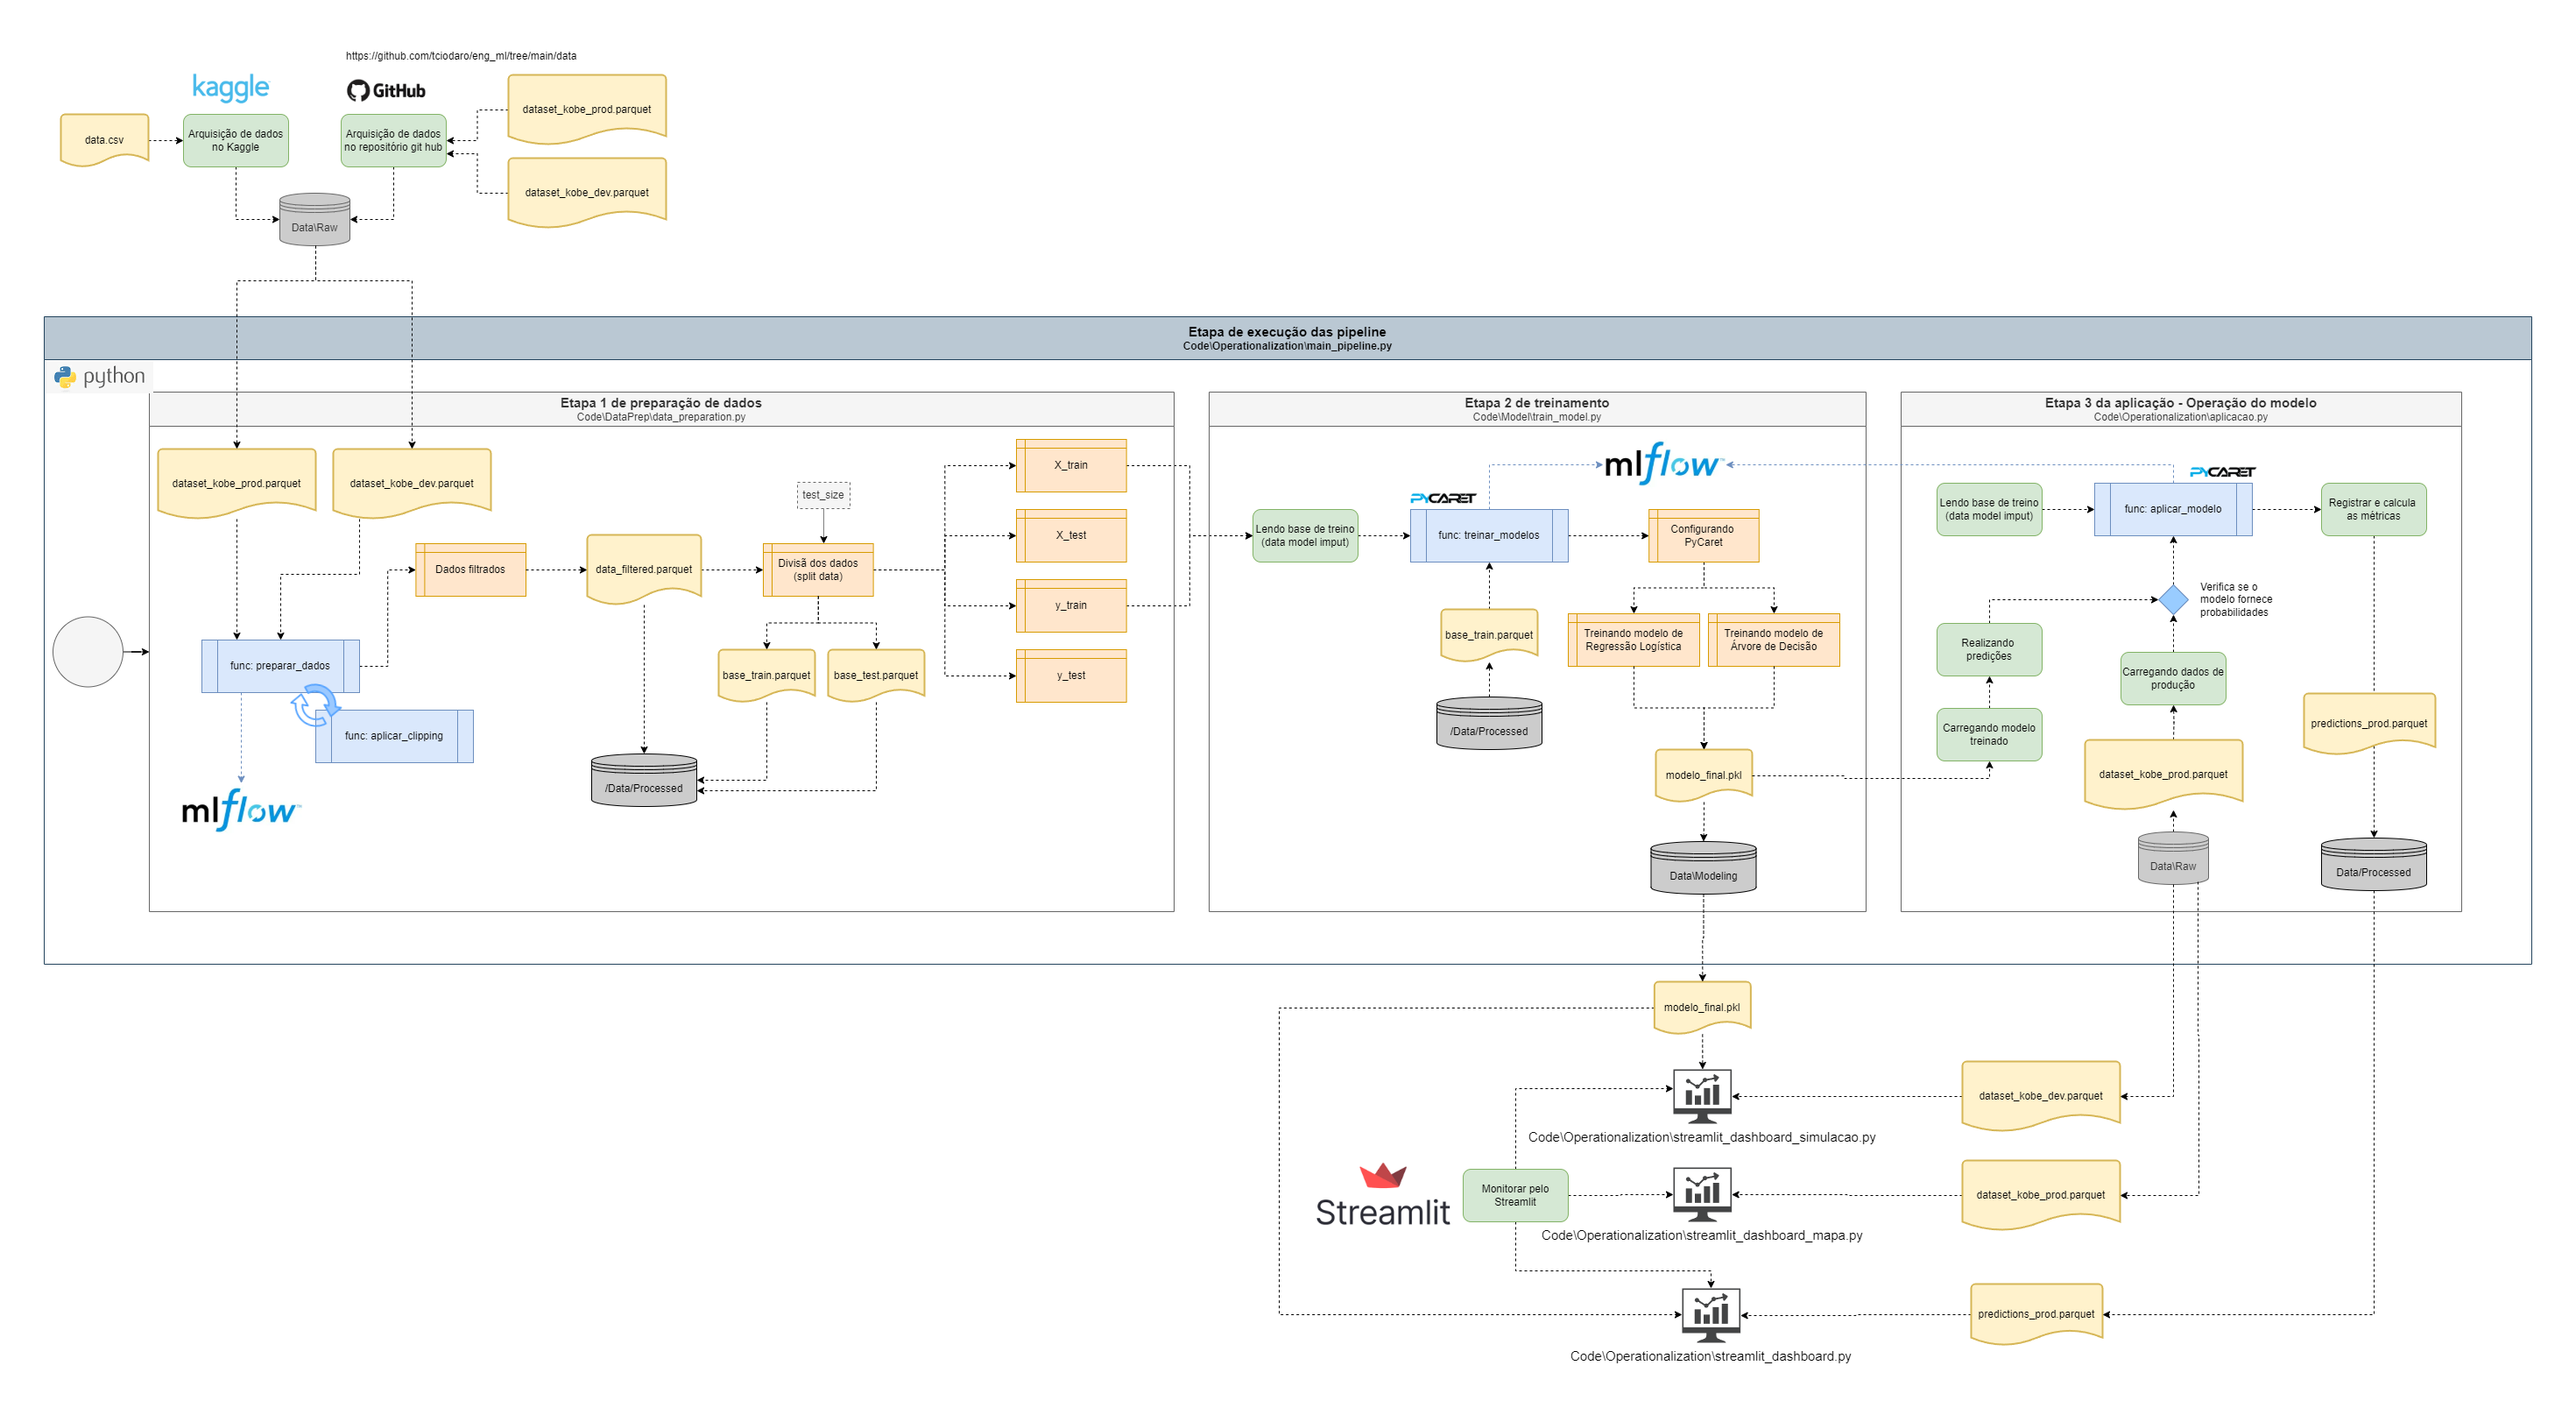 https://github.com/tciodaro/eng_ml/tree/main/data
kaggle
GitHub
data.csv
Arquisição de dados
no Kaggle
Arquisição de dados
no repositório git hub
dataset_kobe_prod.parquet
dataset_kobe_dev.parquet
Data\Raw
Etapa de execução das pipeline
Code\Operationalization\main_pipeline.py
python
Etapa 1 de preparação de dados
Code\DataPrep\data_preparation.py
dataset_kobe_prod.parquet
dataset_kobe_dev.parquet
func: preparar_dados
func: aplicar_clipping
mlflow™
Dados filtrados
data_filtered.parquet
test_size
Divisã dos dados
(split data)
base_train.parquet
base_test.parquet
/Data/Processed
X_train
X_test
y_train
y_test
Etapa 2 de treinamento
Code\Model\train_model.py
mlflow™
Lendo base de treino
(data model imput)
PYCARET
func: treinar_modelos
Configurando
PyCaret
base_train.parquet
/Data/Processed
Treinando modelo de
Regressão Logística
Treinando modelo de
Árvore de Decisão
modelo_final.pkl
Data\Modeling
Etapa 3 da aplicação - Operação do modelo
Code\Operationalization\aplicacao.py
PYCARET
Lendo base de treino
(data model imput)
func: aplicar_modelo
Registrar e calcula
as métricas
Verifica se o
modelo fornece
probabilidades
Realizando
predições
Carregando dados de
produção
Carregando modelo
treinado
dataset_kobe_prod.parquet
Data\Raw
predictions_prod.parquet
Data/Processed
modelo_final.pkl
Code\Operationalization\streamlit_dashboard_simulacao.py
dataset_kobe_dev.parquet
Streamlit
Monitorar pelo
Streamlit
Code\Operationalization\streamlit_dashboard_mapa.py
dataset_kobe_prod.parquet
Code\Operationalization\streamlit_dashboard.py
predictions_prod.parquet